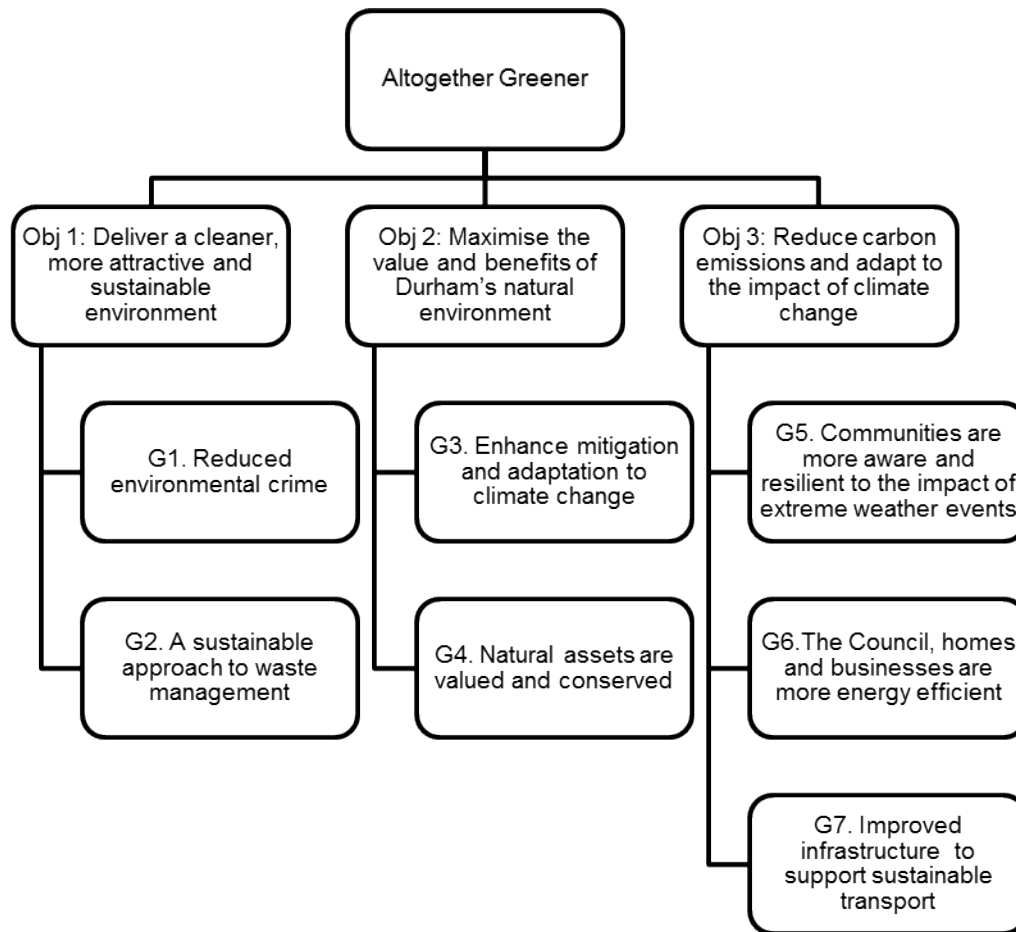 Altogether Greener
Obj 1: Deliver a cleaner,
more attractive and
sustainable
environment
Obj 2: Maximise the
value and benefits of
Durham's natural
environment
Obj 3: Reduce carbon
emissions and adapt to
the impact of climate
change
G1. Reduced
environmental crime
G2. A sustainable
approach to waste
management
G3. Enhance mitigation
and adaptation to
climate change
G4. Natural assets are
valued and conserved
G5. Communities are
more aware and
resilient to the impact of
extreme weather events
G6.The Council, homes
and businesses are
more energy efficient
G7. Improved
infrastructure to
support sustainable
transport